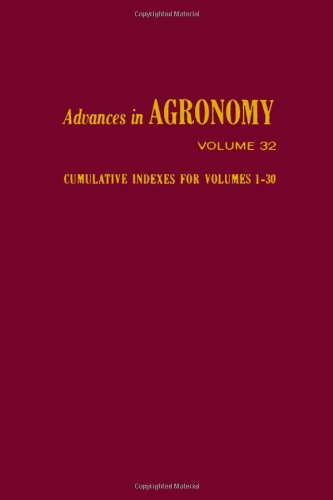 Advances in AGRONOMY
VOLUME 32
CUMULATIVE INDEXES FOR VOLUMES 1-30